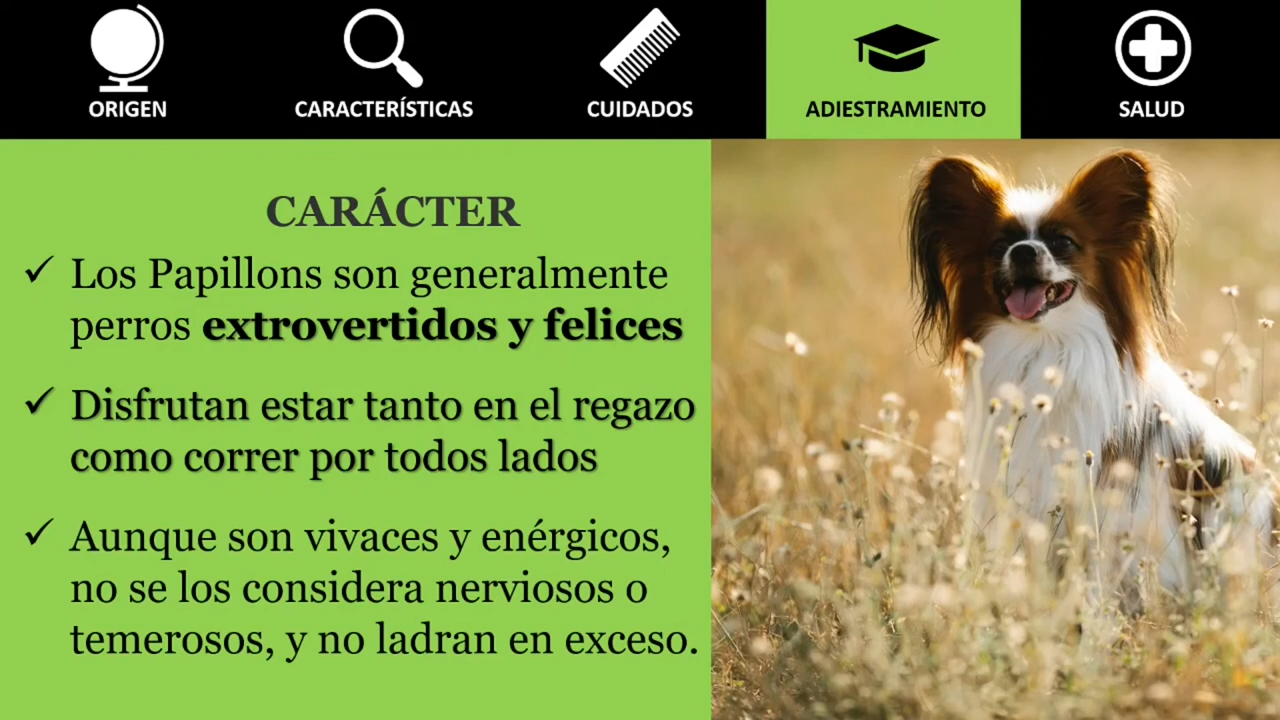 ORIGEN
CARACTERÍSTICAS
CUIDADOS
ADIESTRAMIENTO
SALUD
CARÁCTER
✓ Los Papillons son generalmente
perros extrovertidos y felices
✓ Disfrutan estar tanto en el regazo
como correr por todos lados
✓ Aunque son vivaces y enérgicos,
no se los considera nerviosos o
temerosos, y no ladran en exceso.